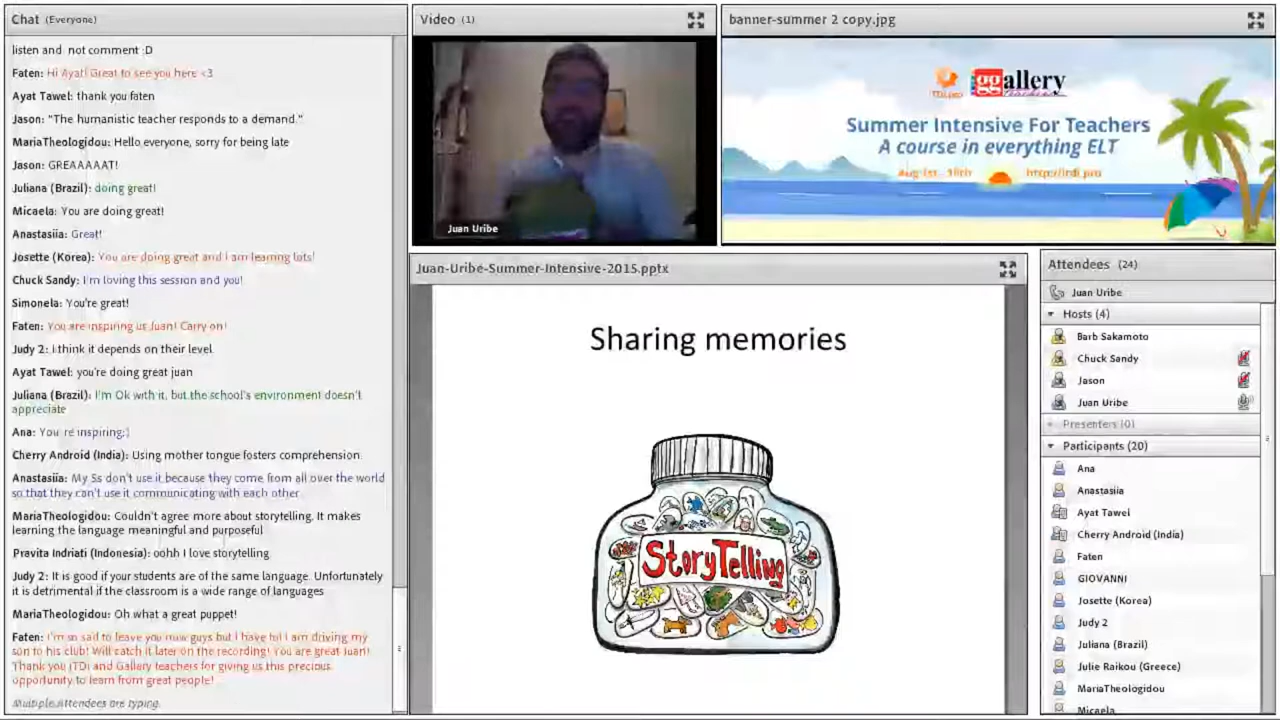 Chat (Everyone)
listen and not comment :D
Faten: Hi Ayat! Great to see you here <3
Ayat Tawel: thank you faten
Jason: "The humanistic teacher responds to a demand."
MariaTheologidou: Hello everyone, sorry for being late
Jason: GREAAAAAT!
Juliana (Brazil): doing great!
Micaela: You are doing great!
Anastasiia: Great!
Josette (Korea): You are doing great and I am learning lots!
Chuck Sandy: I'm loving this session and you!
Simonela: You're great!
Faten: You are inspiring us Juan! Carry on!
Judy 2: I think it depends on their level.
Ayat Tawel: you're doing great juan
Juliana (Brazil): I'm Ok with it, but the school's environment doesn't
appreciate
Ana: You're inspiring:)
Cherry Android (India): Using mother tongue fosters comprehension.
Anastasiia: My Ss don't use it because they come from all over the world
so that they can't use it communicating with each other.
MariaTheologidou: Couldn't agree more about storytelling. It makes
learning the language meaningful and purposeful
Pravita Indriati (Indonesia): oohh I love storytelling
Judy 2: It is good if your students are of the same language. Unfortunately
it is detrimental if the classroom is a wide range of languages
MariaTheologidou: Oh what a great puppet!
Faten: I'm so sad to leave you now guys but I have to! I am driving my
son to his club! Will catch it later on the recording! You are great Juan!
Thank you iTDi and Gallery teachers for giving us this precious
opportunity to learn from great people!
Multiple Attendees are typing.
Video (1)
Juan Uribe
banner-summer 2 copy.jpg
iTDi.pro ggallery
teachers
Summer Intensive For Teachers
A course in everything ELT
http://itdi.pro
Juan-Uribe-Summer-Intensive-2015.pptx
Sharing memories
StoryTelling
Attendees (24)
Juan Uribe
Hosts (4)
Barb Sakamoto
Chuck Sandy
Jason
Juan Uribe
Presenters (0)
Participants (20)
Ana
Anastasiia
Ayat Tawel
Cherry Android (India)
Faten
GIOVANNI
Josette (Korea)
Judy 2
Juliana (Brazil)
Julie Raikou (Greece)
MariaTheologidou
Micaela